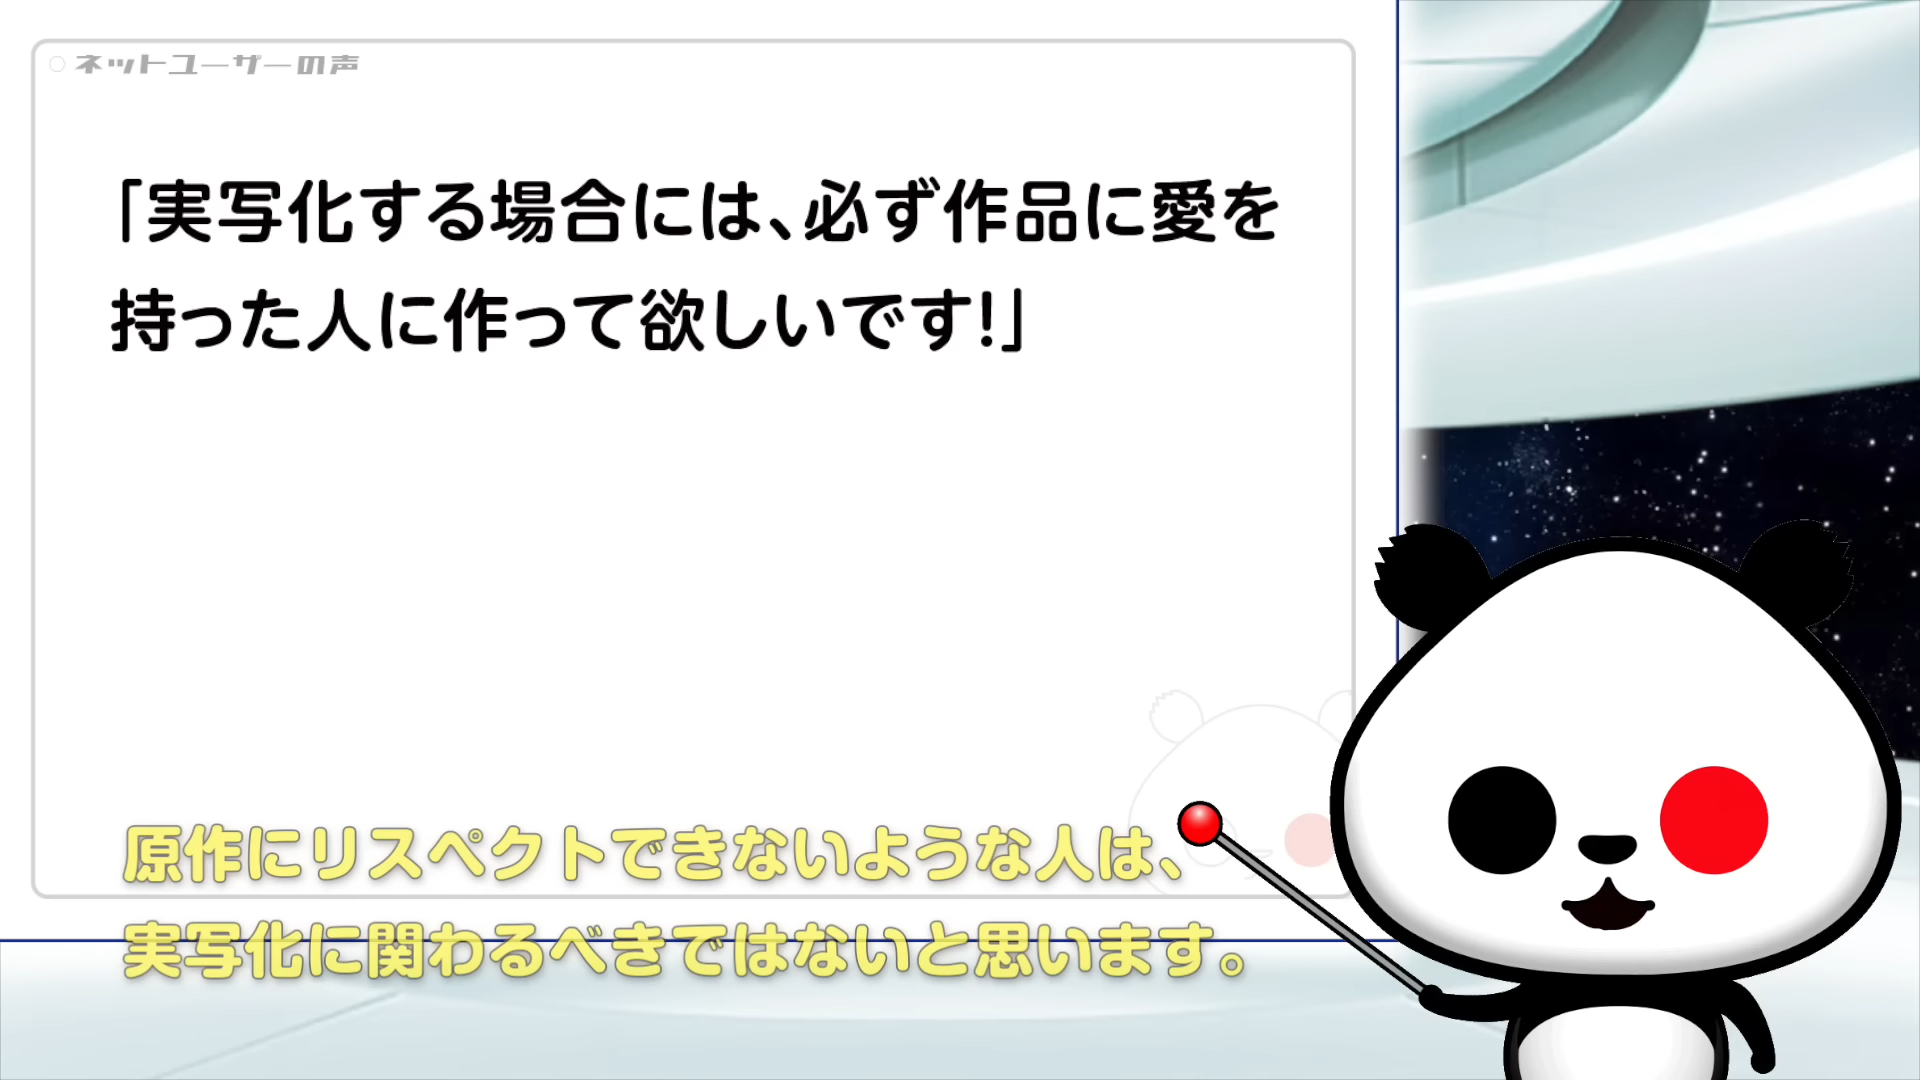 ネットユーザーの声
「実写化する場合には、必ず作品に愛を
持った人に作って欲しいです!」
原作にリスペクトできないような人は、
実写化に関わるべきではないと思います。